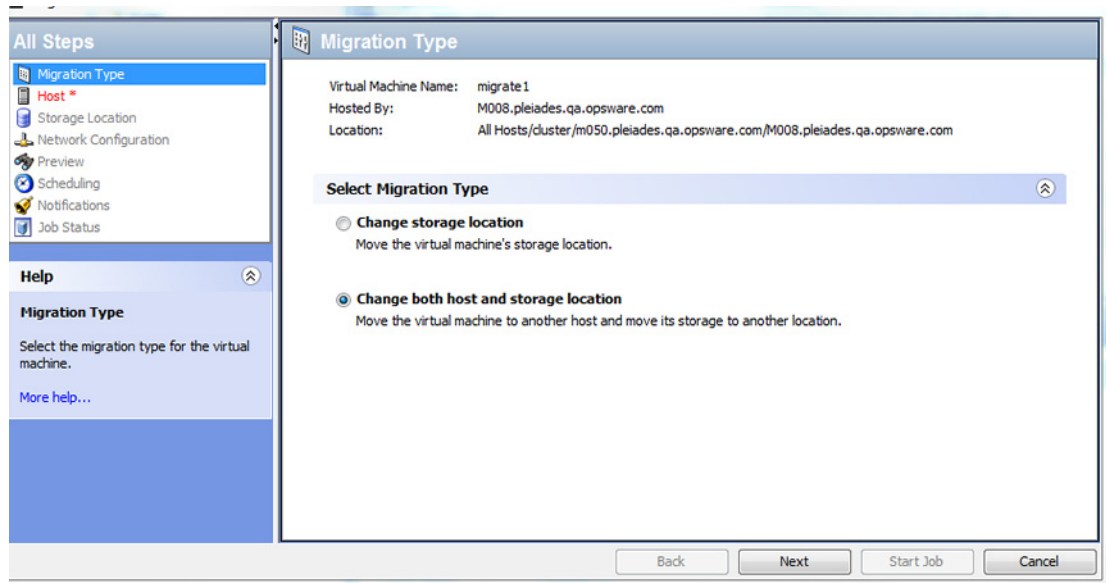 All Steps
Migration Type
Host *
Storage Location
Network Configuration
Preview
Scheduling
Notifications
Job Status
Help
Migration Type
Select the migration type for the virtual
machine.
More help...
Migration Type
Virtual Machine Name: migrate1
Hosted By: M008.pleiades.qa.opsware.com
Location: All Hosts/cluster/m050.pleiades.qa.opsware.com/M008.pleiades.qa.opsware.com
Select Migration Type
Change storage location
Move the virtual machine's storage location.
Change both host and storage location
Move the virtual machine to another host and move its storage to another location.
Back Next Start Job Cancel